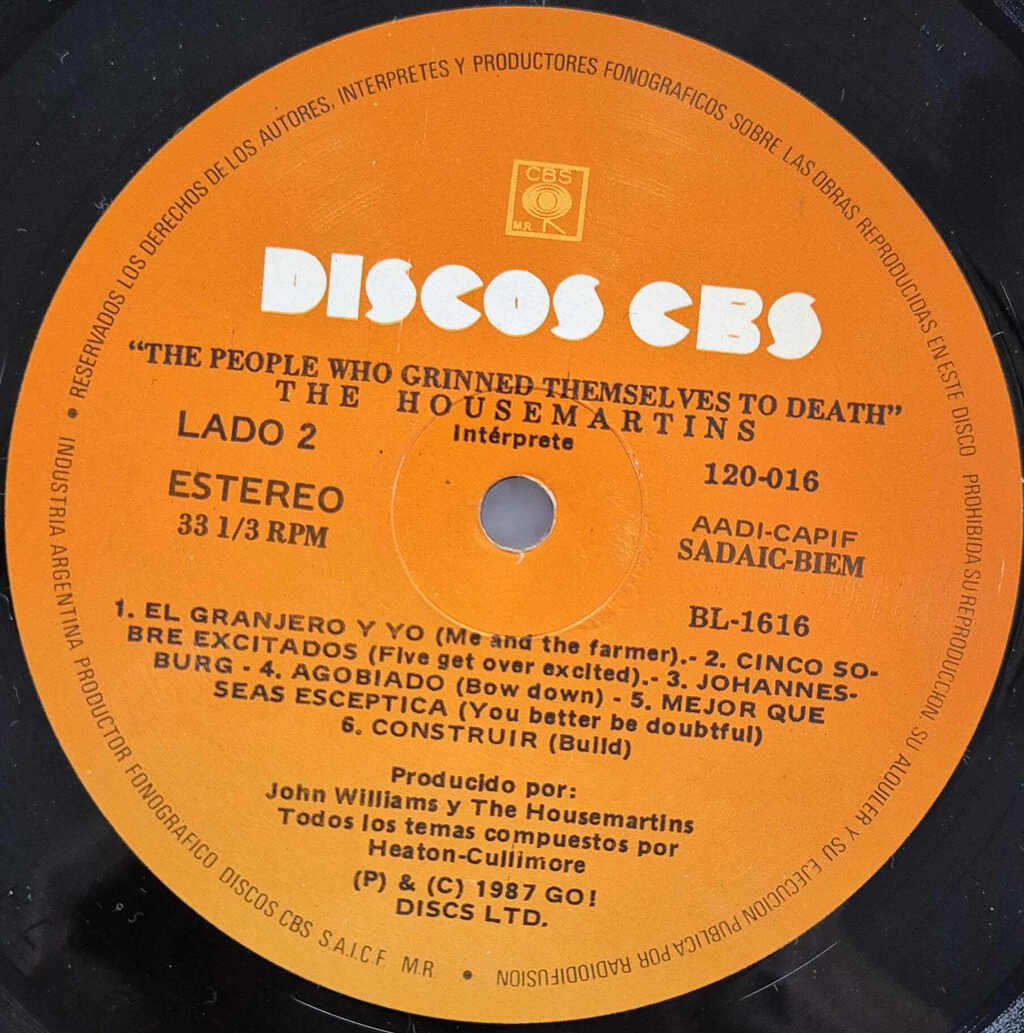 RESERVADOS LOS DERECHOS DE LOS AUTORES, INTERPRETES Y PRODUCTORES FONOGRAFICOS SOBRE LAS OBRAS REPRODUCIDAS EN ESTE DISCO PROHIBIDA SU REPRODUCCION. SU ALQUILER Y SU EJECUCION PUBLICA POR RADIODIFUSION
CBS
M.R.
DISCOS CBS
“THE PEOPLE WHO GRINNED THEMSELVES TO DEATH”
THE HOUSEMARTINS
Intérprete
LADO 2
ESTEREO
33 1/3 RPM
120-016
AADI-CAPIF
SADAIC-BIEM
BL-1616
1. EL GRANJERO Y YO (Me and the farmer).- 2. CINCO SO-
BRE EXCITADOS (Five get over excited).- 3. JOHANNES-
BURG - 4. AGOBIADO (Bow down) - 5. MEJOR QUE
SEAS ESCEPTICA (You better be doubtful)
6. CONSTRUIR (Build)
Producido por:
John Williams y The Housemartins
Todos los temas compuestos por
Heaton-Cullimore
(P) & (C) 1987 GO!
DISCS LTD.
• INDUSTRIA ARGENTINA PRODUCTOR FONOGRAFICO DISCOS CBS S.A.I.C.F. M.R. •